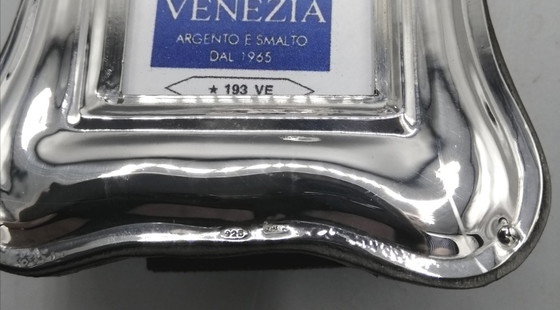 VENEZIA
ARGENTO E SMALTO
DAL 1965
★ 193 VE
925